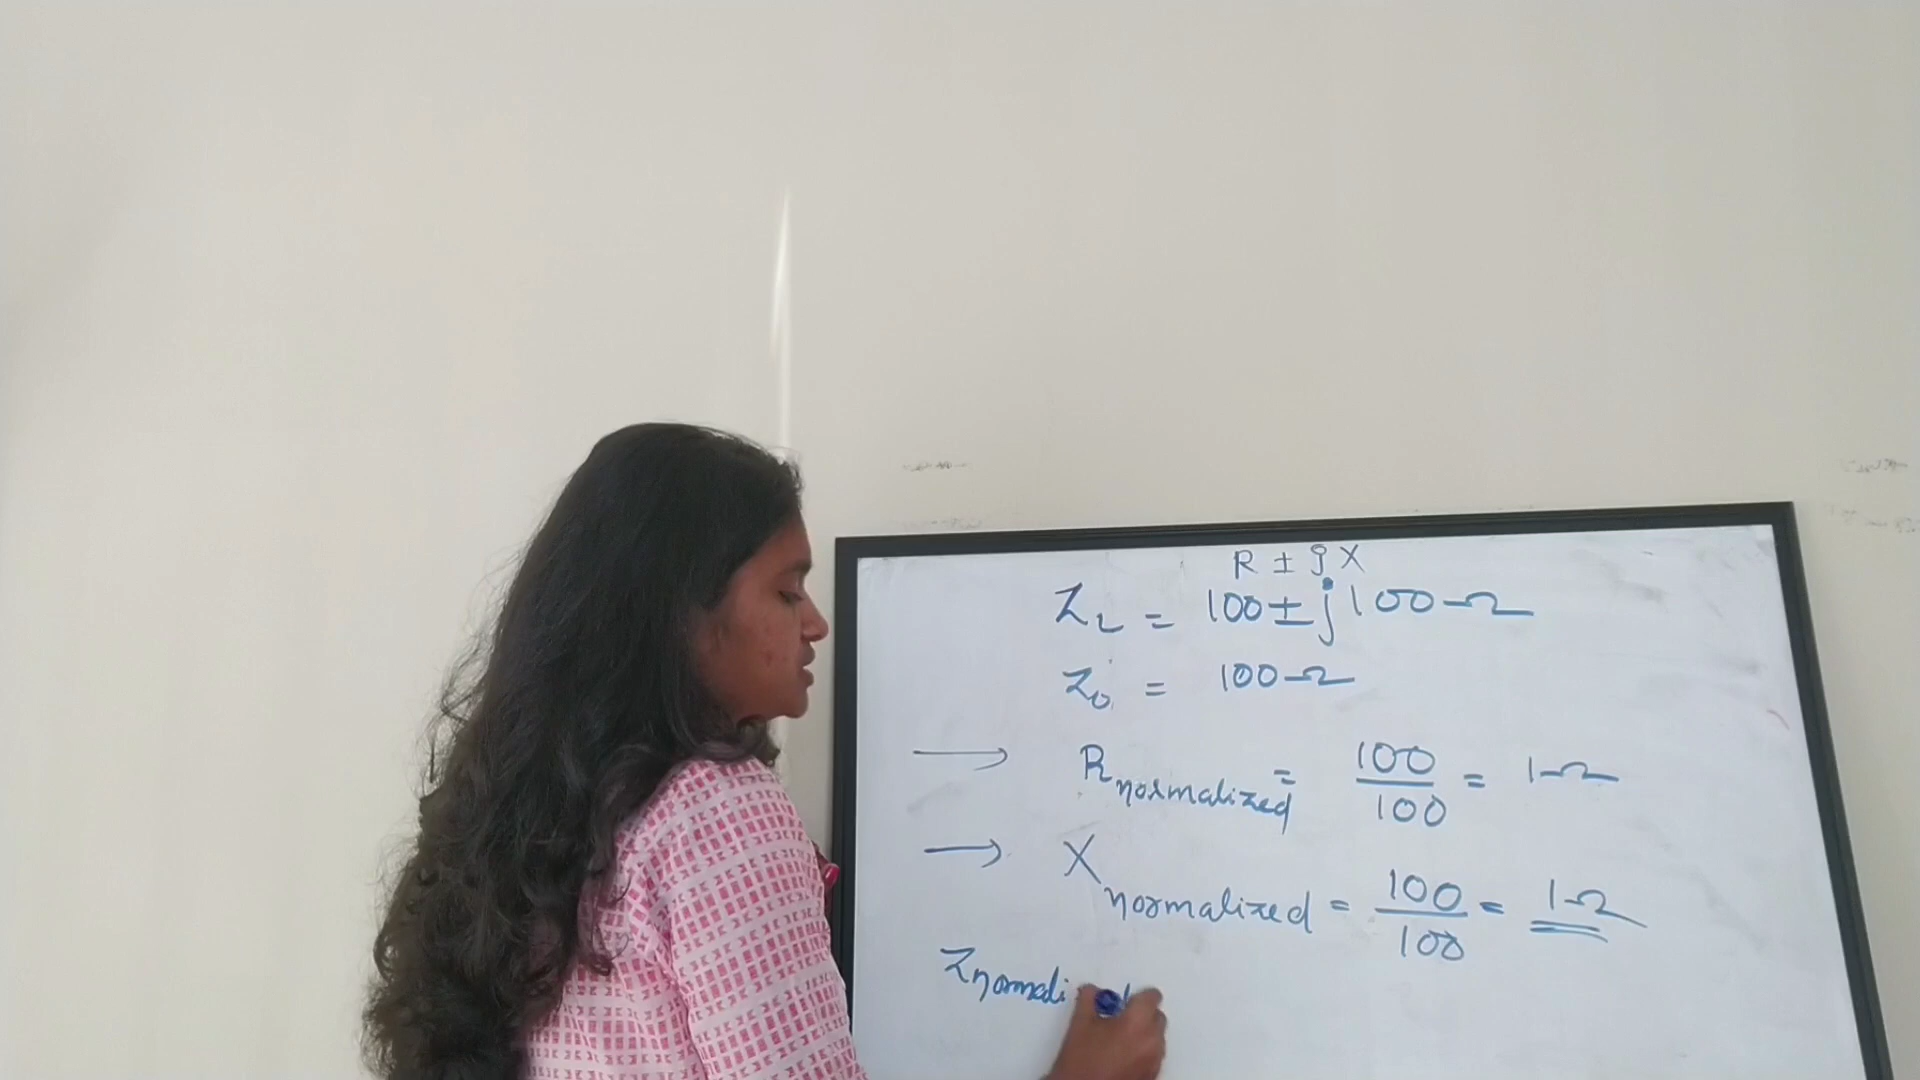 R ± j X
Z_L = 100 ± j 100 Ω
Z_0 = 100 Ω
→ R_normalized = 100/100 = 1 Ω
→ X_normalized = 100/100 = 1 Ω